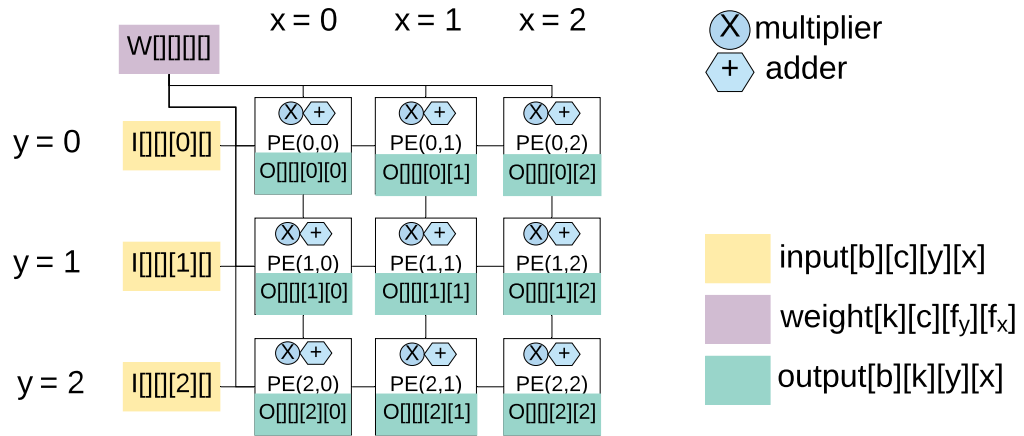 x = 0 x = 1 x = 2
W[][][][]
X multiplier
+ adder
y = 0
I[][][0][]
X + X + X +
PE(0,0) PE(0,1) PE(0,2)
O[][][0][0] O[][][0][1] O[][][0][2]
y = 1
I[][][1][]
X + X + X +
PE(1,0) PE(1,1) PE(1,2)
O[][][1][0] O[][][1][1] O[][][1][2]
y = 2
I[][][2][]
X + X + X +
PE(2,0) PE(2,1) PE(2,2)
O[][][2][0] O[][][2][1] O[][][2][2]
input[b][c][y][x]
weight[k][c][fy][fx]
output[b][k][y][x]